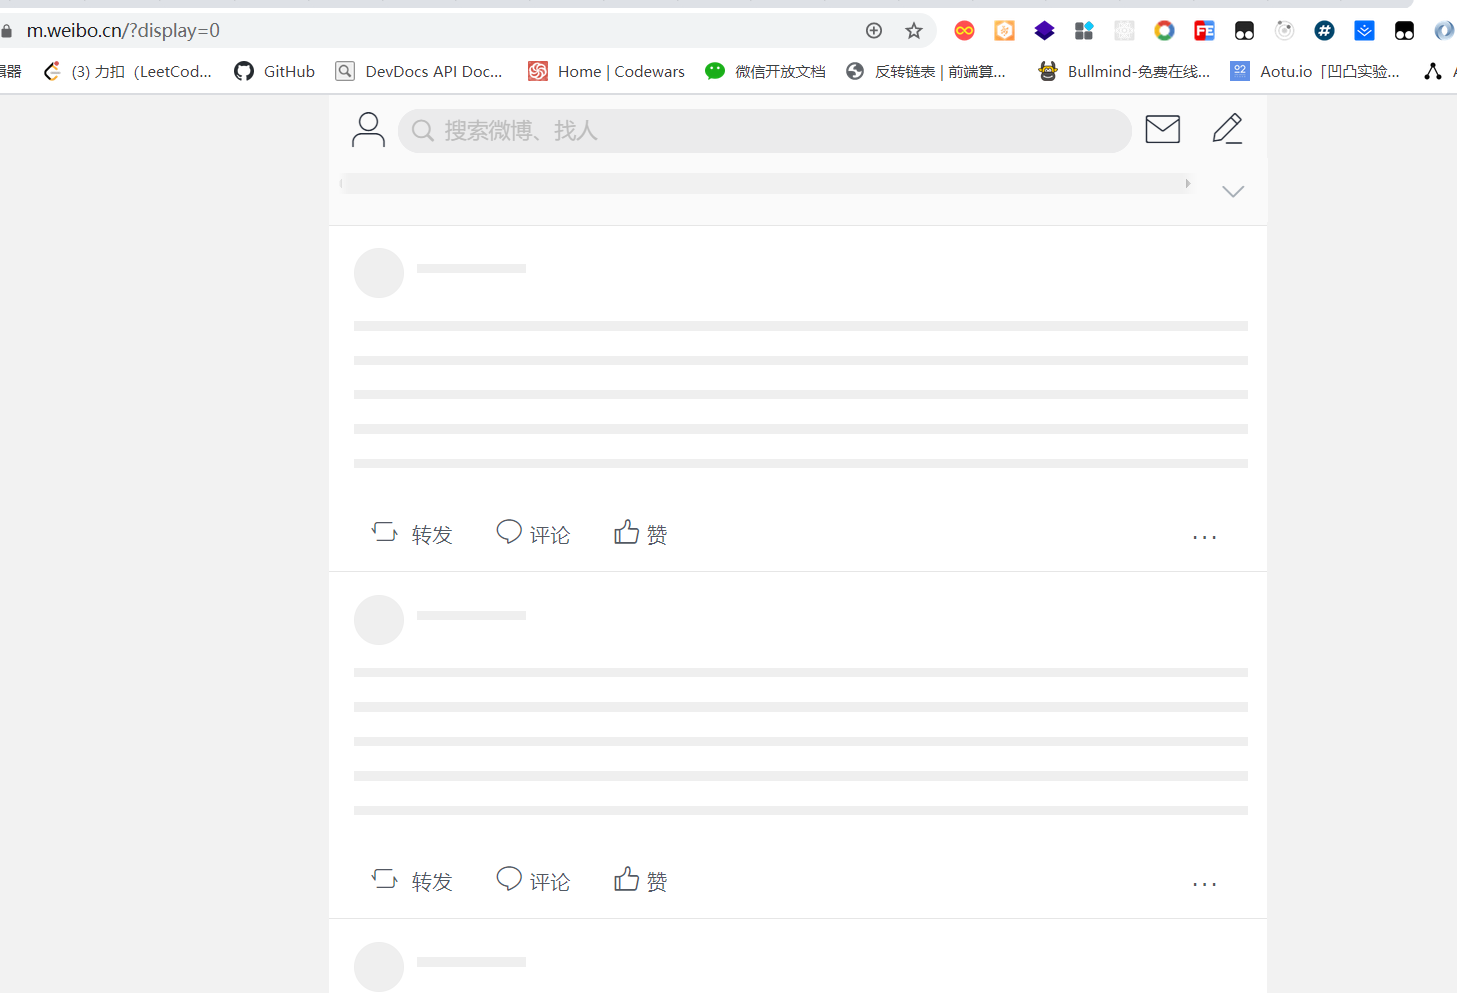 m.weibo.cn/?display=0
辑器 (3) 力扣 (LeetCod... GitHub DevDocs API Doc... Home | Codewars 微信开放文档 反转链表 | 前端算... Bullmind-免费在线... Aotu.io「凹凸实验...
搜索微博、找人
转发 评论 赞 ...
转发 评论 赞 ...